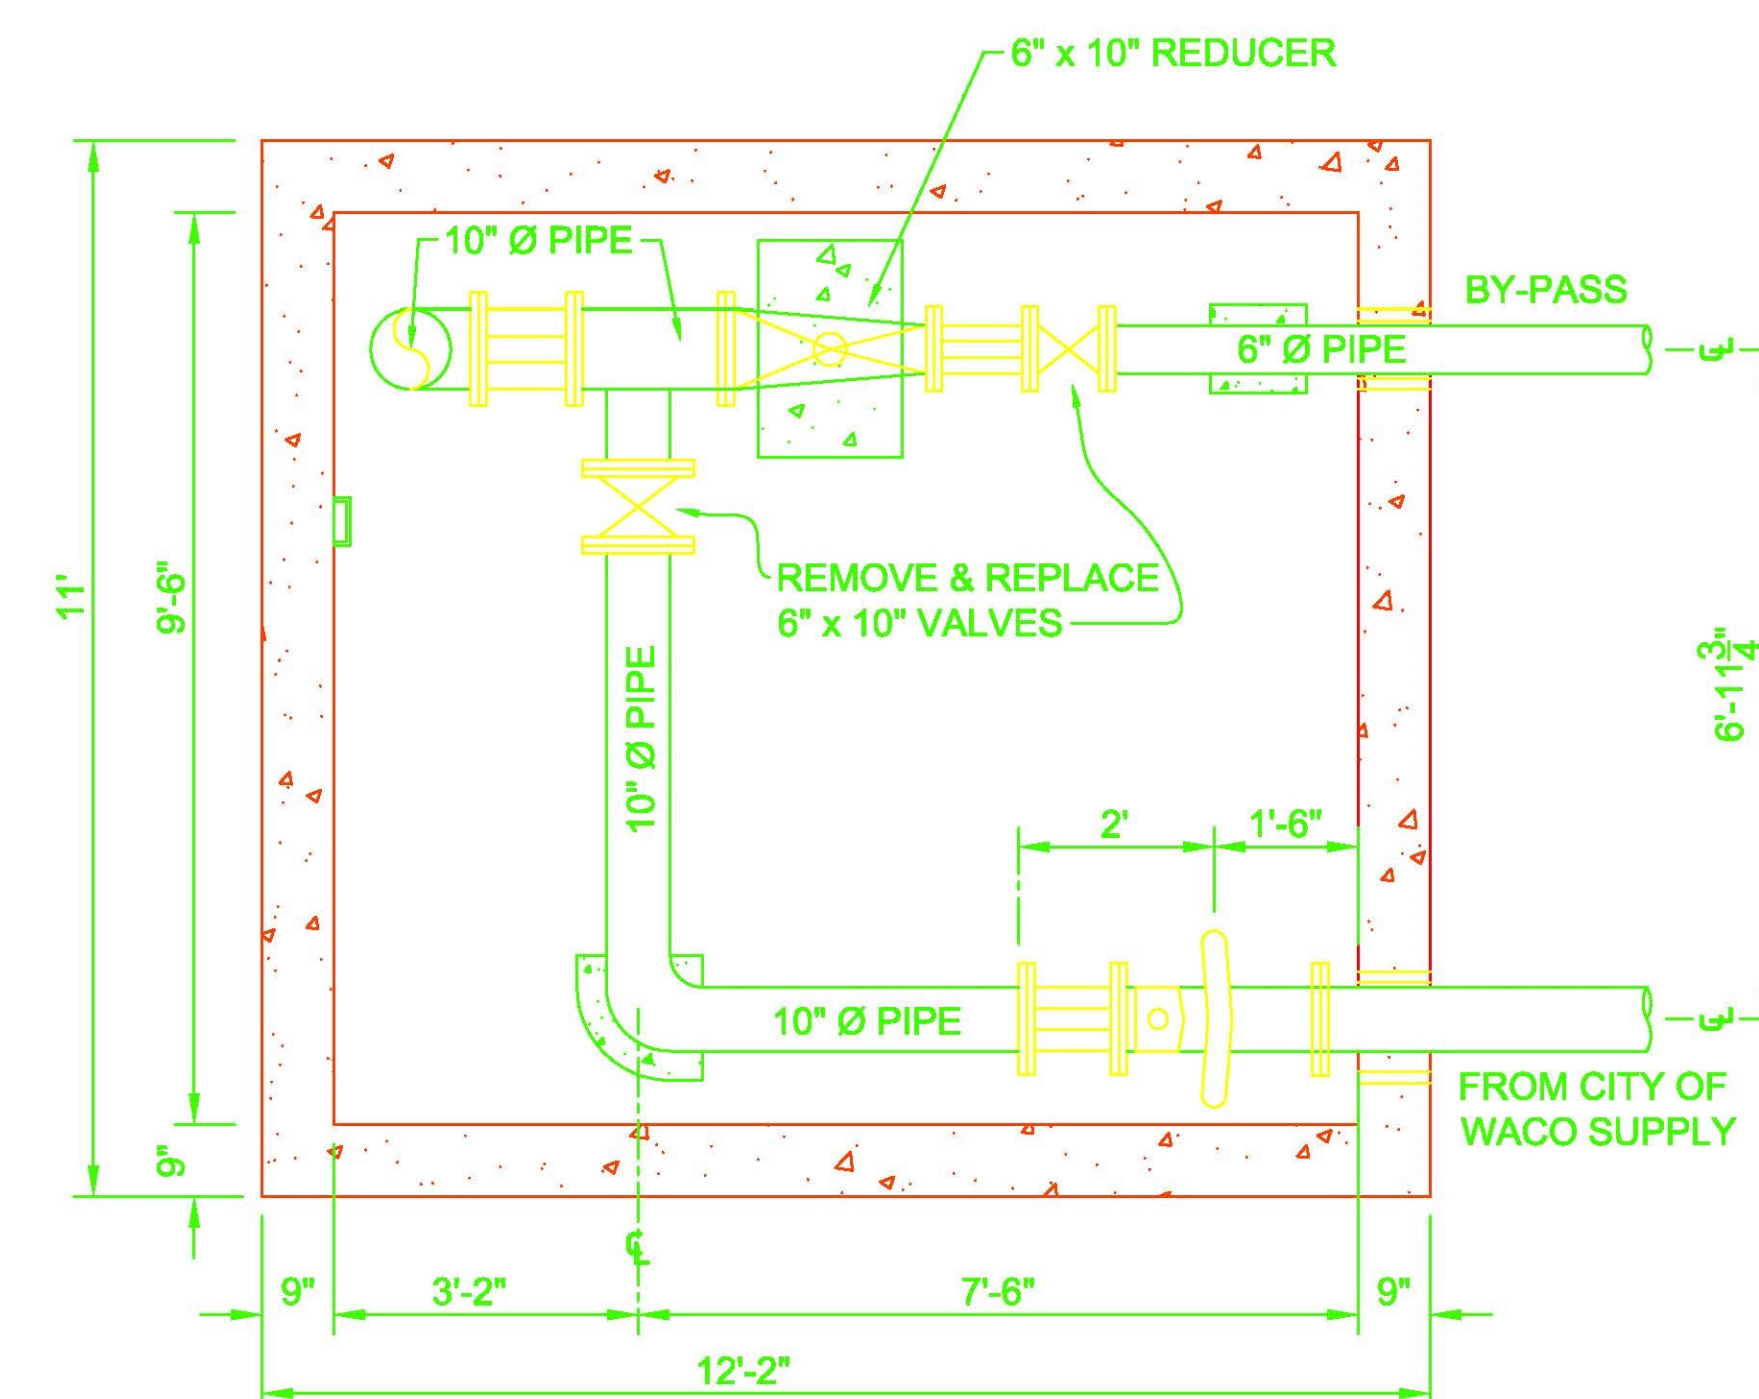 6" x 10" REDUCER
10" Ø PIPE
BY-PASS
6" Ø PIPE
℄
11'
9'-6"
REMOVE & REPLACE
6" x 10" VALVES
10" Ø PIPE
6'-11 3/4"
2'
1'-6"
10" Ø PIPE
℄
FROM CITY OF
WACO SUPPLY
9"
℄
9"
3'-2"
7'-6"
9"
12'-2"